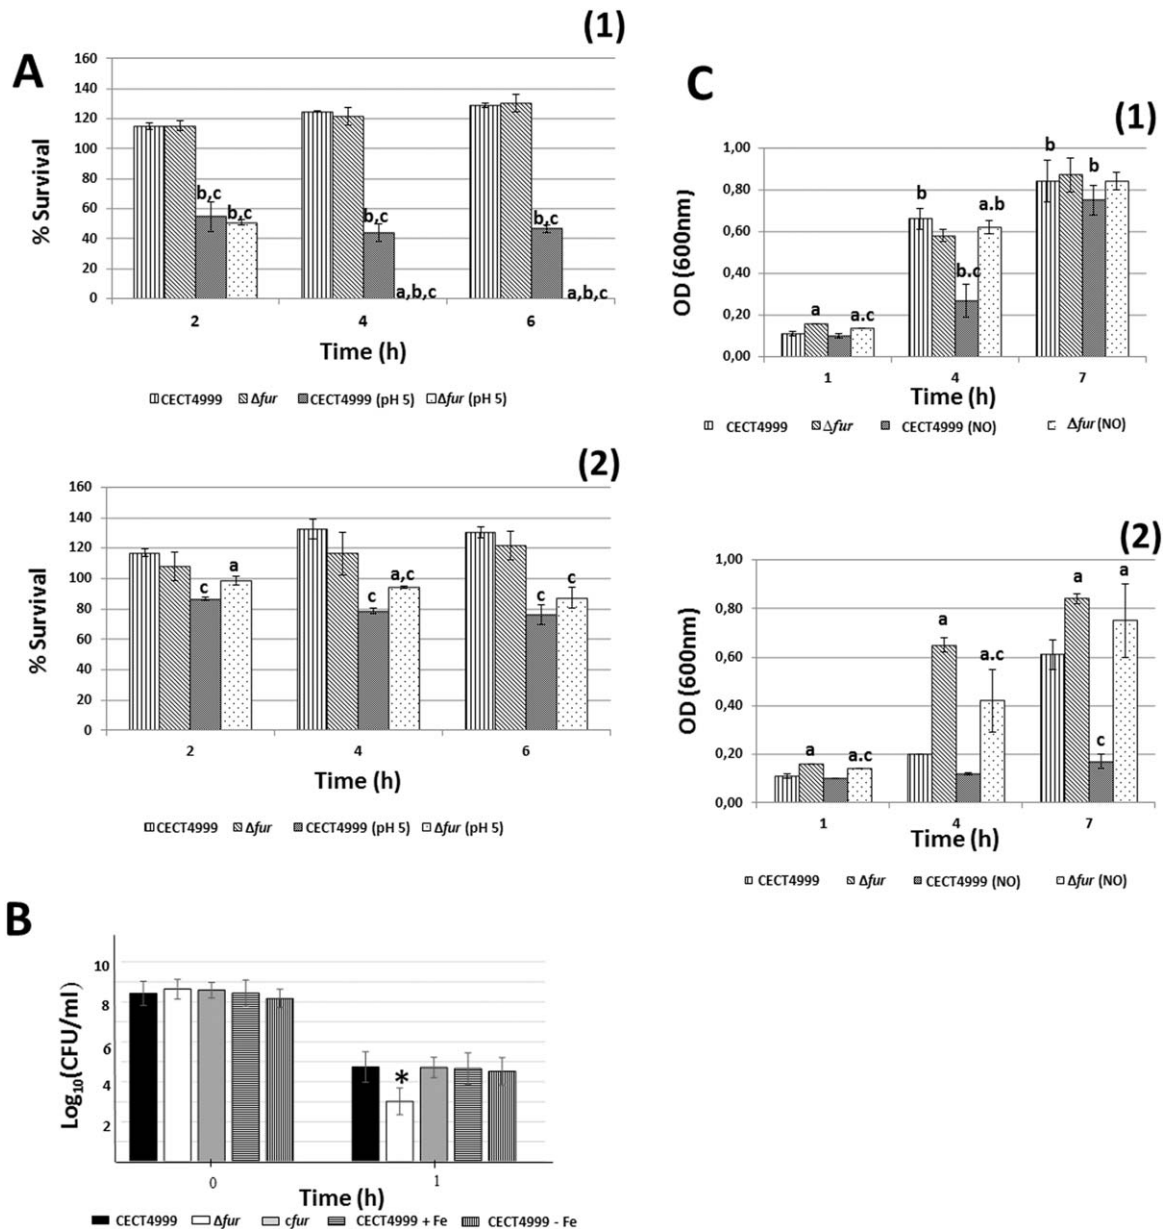 A
(1)
160
140
120
100
80
60
40
20
0
% Survival
b,c
b,c
b,c
a,b,c
b,c
a,b,c
2 4 6
Time (h)
CECT4999 Δfur CECT4999 (pH 5) Δfur (pH 5)
(2)
160
140
120
100
80
60
40
20
0
% Survival
c
a
c
a,c
c
c
2 4 6
Time (h)
CECT4999 Δfur CECT4999 (pH 5) Δfur (pH 5)
B
10
8
6
4
2
Log10(CFU/ml)
*
0 1
Time (h)
CECT4999 Δfur cfur CECT4999 + Fe CECT4999 - Fe
C
(1)
1,00
0,80
0,60
0,40
0,20
0,00
OD (600nm)
a
a.c
b
b.c
a.b
b
b
1 4 7
Time (h)
CECT4999 Δfur CECT4999 (NO) Δfur (NO)
(2)
1,00
0,80
0,60
0,40
0,20
0,00
OD (600nm)
a
a.c
a
a.c
a
c
a
1 4 7
Time (h)
CECT4999 Δfur CECT4999 (NO) Δfur (NO)